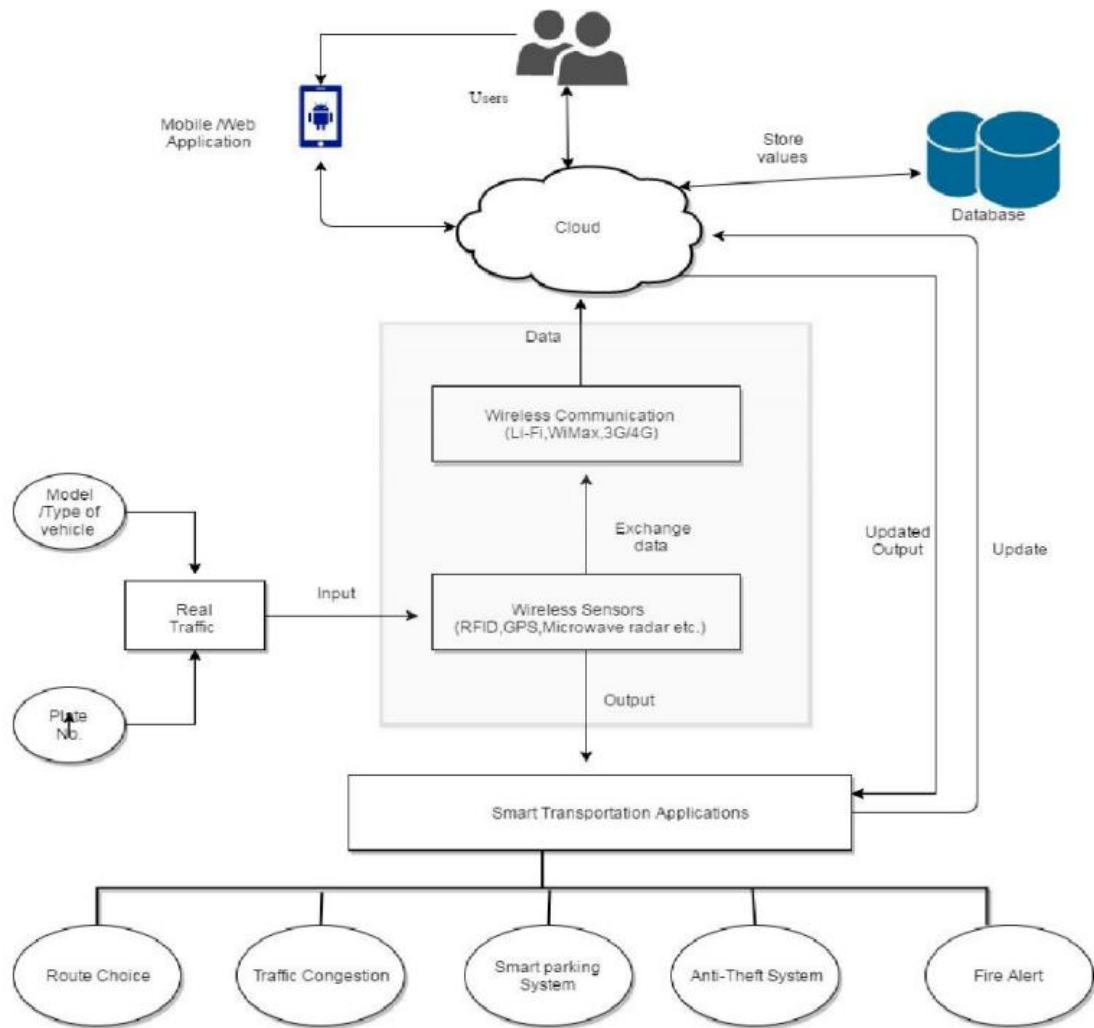 Users
Mobile /Web
Application
Store
values
Database
Cloud
Data
Wireless Communication
(Li-Fi,WiMax,3G/4G)
Model
/Type of
vehicle
Exchange
data
Updated
Output
Update
Real
Traffic
Input
Wireless Sensors
(RFID,GPS,Microwave radar etc.)
Plate
No.
Output
Smart Transportation Applications
Route Choice
Traffic Congestion
Smart parking
System
Anti-Theft System
Fire Alert